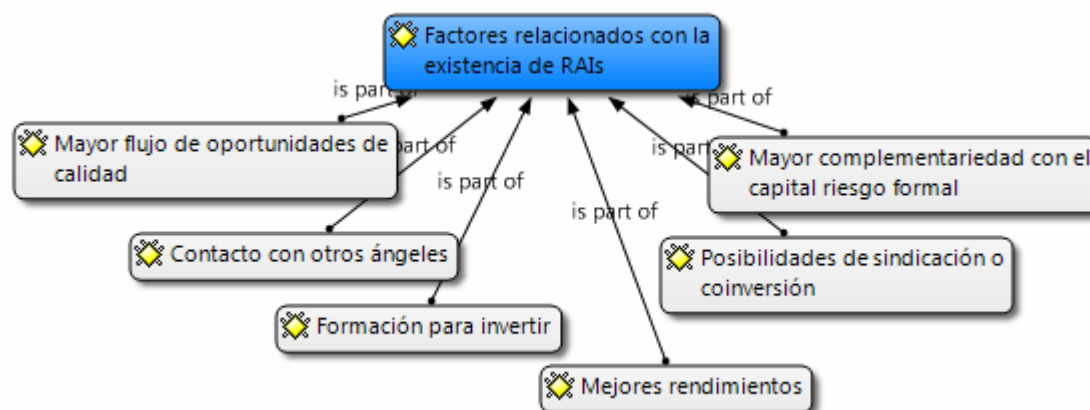 Factores relacionados con la
existencia de RAIs
is part of
is part of
Mayor flujo de oportunidades de
calidad
part of
is part
Mayor complementariedad con el
capital riesgo formal
is part of
is part of
Contacto con otros ángeles
Posibilidades de sindicación o
coinversión
Formación para invertir
Mejores rendimientos